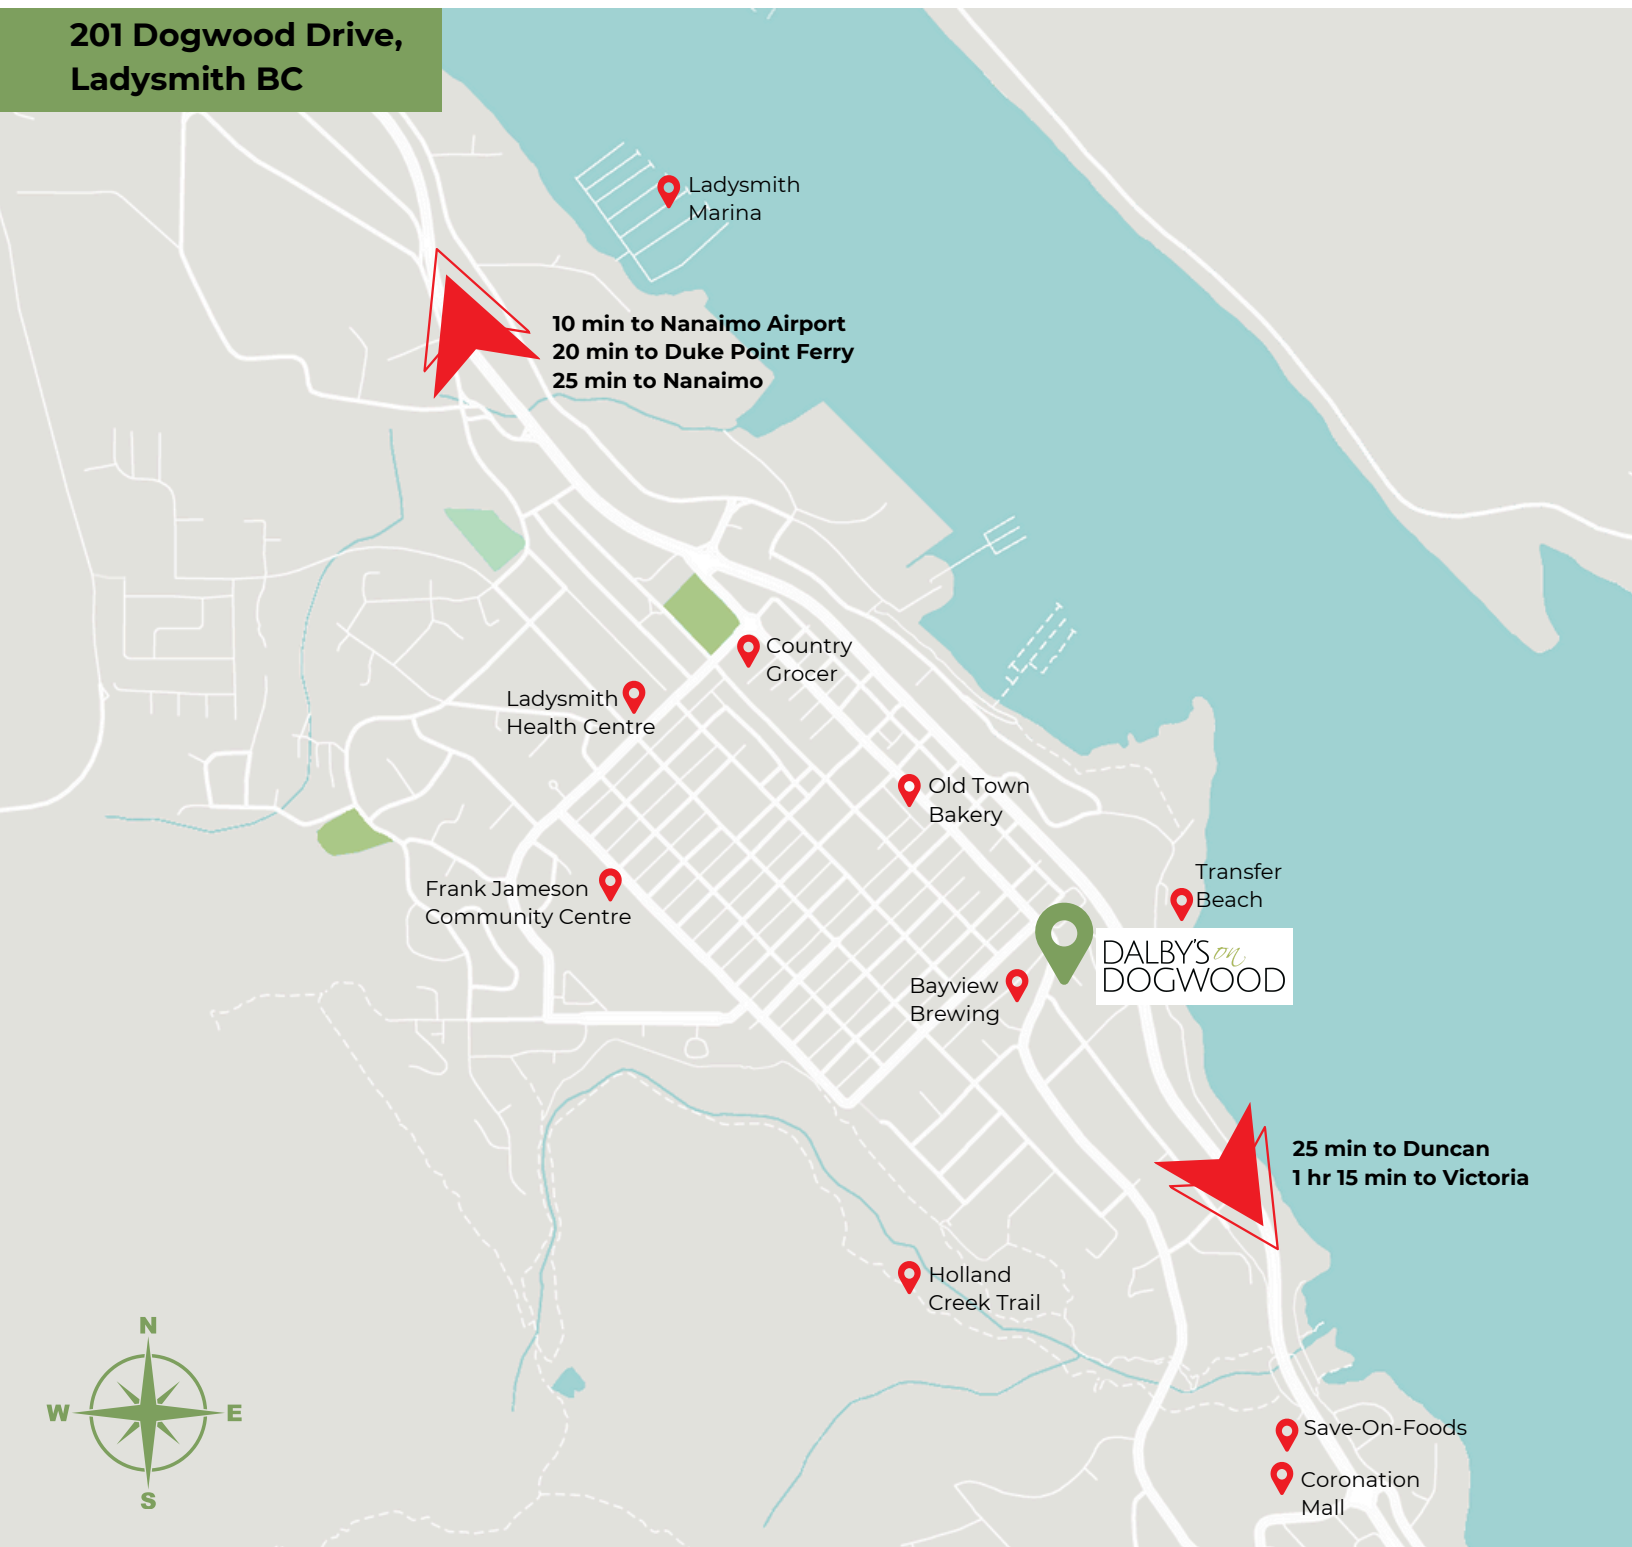 201 Dogwood Drive,
Ladysmith BC
Ladysmith
Marina
10 min to Nanaimo Airport
20 min to Duke Point Ferry
25 min to Nanaimo
Country
Grocer
Ladysmith
Health Centre
Old Town
Bakery
Transfer
Beach
Frank Jameson
Community Centre
DALBY'S on
DOGWOOD
Bayview
Brewing
25 min to Duncan
1 hr 15 min to Victoria
Holland
Creek Trail
N
W
E
S
Save-On-Foods
Coronation
Mall